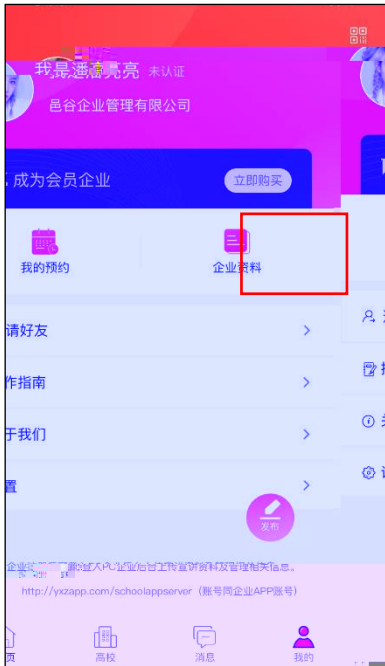 我是潘 亮亮 未认证
邑谷企业管理有限公司
成为会员企业 立即购买
我的预约 企业资料
请好友
作指南
于我们
置
发布
http://yxzapp.com/schoolappserver (账号同企业APP账号)
页 高校 消息 我的